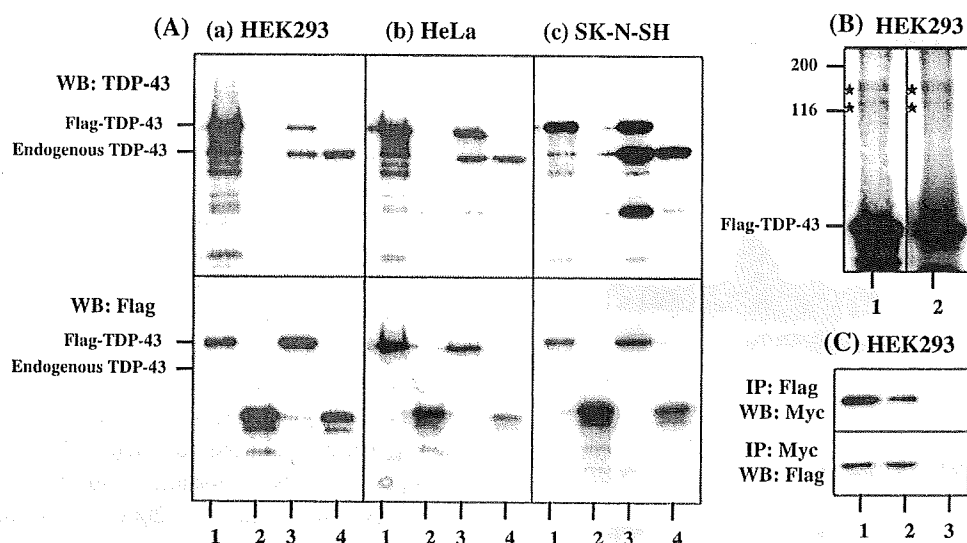 (A) (a) HEK293 (b) HeLa (c) SK-N-SH
WB: TDP-43
Flag-TDP-43
Endogenous TDP-43
WB: Flag
Flag-TDP-43
Endogenous TDP-43
1 2 3 4 1 2 3 4 1 2 3 4
(B) HEK293
200
116
* *
* *
Flag-TDP-43
1 2
(C) HEK293
IP: Flag
WB: Myc
IP: Myc
WB: Flag
1 2 3